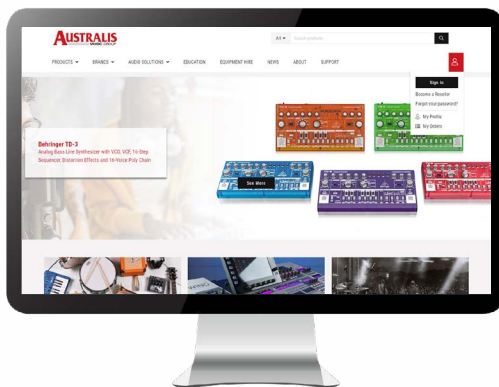 AUSTRALIS
MUSIC GROUP
All
Search products
PRODUCTS
BRANDS
AUDIO SOLUTIONS
EDUCATION
EQUIPMENT HIRE
NEWS
ABOUT
SUPPORT
Sign In
Become a Reseller
Forgot your password?
My Profile
My Orders
Behringer TD-3
Analog Bass Line Synthesizer with VCO, VCF, 16-Step
Sequencer, Distortion Effects and 16-Voice Poly Chain
See More